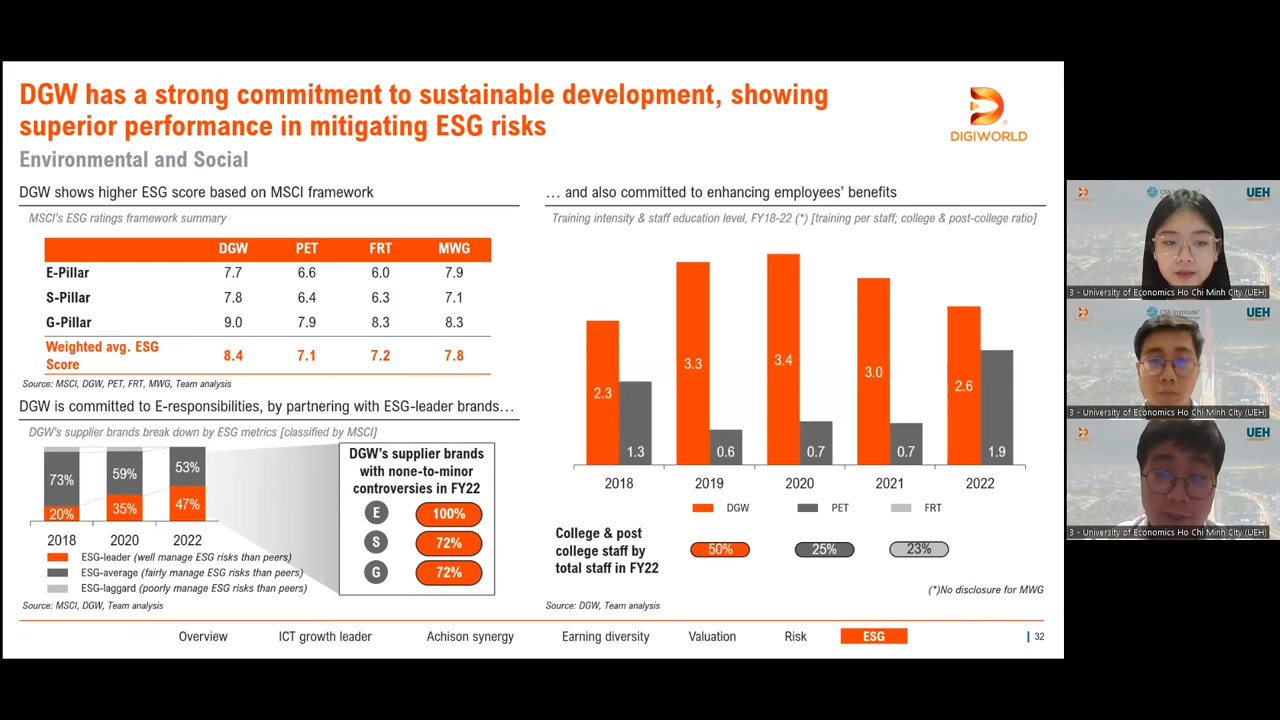 DGW has a strong commitment to sustainable development, showing
superior performance in mitigating ESG risks
DIGIWORLD
Environmental and Social
DGW shows higher ESG score based on MSCI framework
MSCI's ESG ratings framework summary
DGW PET FRT MWG
E-Pillar 7.7 6.6 6.0 7.9
S-Pillar 7.8 6.4 6.3 7.1
G-Pillar 9.0 7.9 8.3 8.3
Weighted avg. ESG
Score 8.4 7.1 7.2 7.8
Source: MSCI, DGW, PET, FRT, MWG, Team analysis
DGW is committed to E-responsibilities, by partnering with ESG-leader brands…
DGW's supplier brands break down by ESG metrics [classified by MSCI]
73% 59% 53%
20% 35% 47%
2018 2020 2022
ESG-leader (well manage ESG risks than peers)
ESG-average (fairly manage ESG risks than peers)
ESG-laggard (poorly manage ESG risks than peers)
DGW's supplier brands
with none-to-minor
controversies in FY22
E 100%
S 72%
G 72%
Source: MSCI, DGW, Team analysis
… and also committed to enhancing employees' benefits
Training intensity & staff education level, FY18-22 (*) [training per staff; college & post-college ratio]
2.3 3.3 3.4 3.0 2.6
1.3 0.6 0.7 0.7 1.9
2018 2019 2020 2021 2022
DGW PET FRT
College & post
college staff by
total staff in FY22
50% 25% 23%
(*)No disclosure for MWG
Source: DGW, Team analysis
Overview ICT growth leader Achison synergy Earning diversity Valuation Risk ESG
32
CFA Institute
UEH
UNIVERSITY
3 - University of Economics Ho Chi Minh City (UEH)
CFA Institute
UEH
3 - University of Economics Ho Chi Minh City (UEH)
UEH
3 - University of Economics Ho Chi Minh City (UEH)